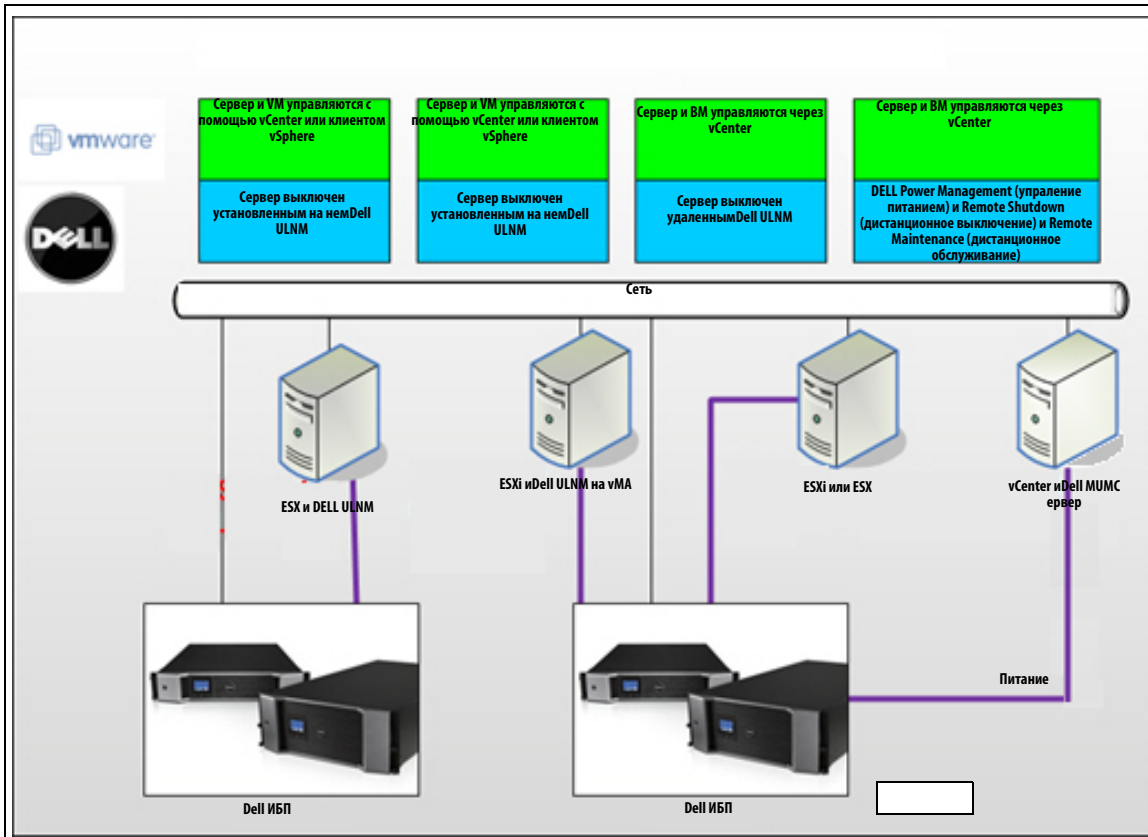 Сервер и VM управляются с
помощью vCenter или клиентом
vSphere
Сервер и VM управляются с
помощью vCenter или клиентом
vSphere
Сервер и ВМ управляются через
vCenter
Сервер и ВМ управляются через
vCenter
vmware
DELL
Сервер выключен
установленным на немDell
ULNM
Сервер выключен
установленным на немDell
ULNM
Сервер выключен
удаленнымDell ULNM
DELL Power Management (упраление
питанием) и Remote Shutdown
(дистанционное выключение) и Remote
Maintenance (дистанционное
обслуживание)
Сеть
ESX и DELL ULNM
ESXi иDell ULNM на vMA
ESXi или ESX
vCenter иDell MUMC
ервер
Питание
Dell ИБП
Dell ИБП